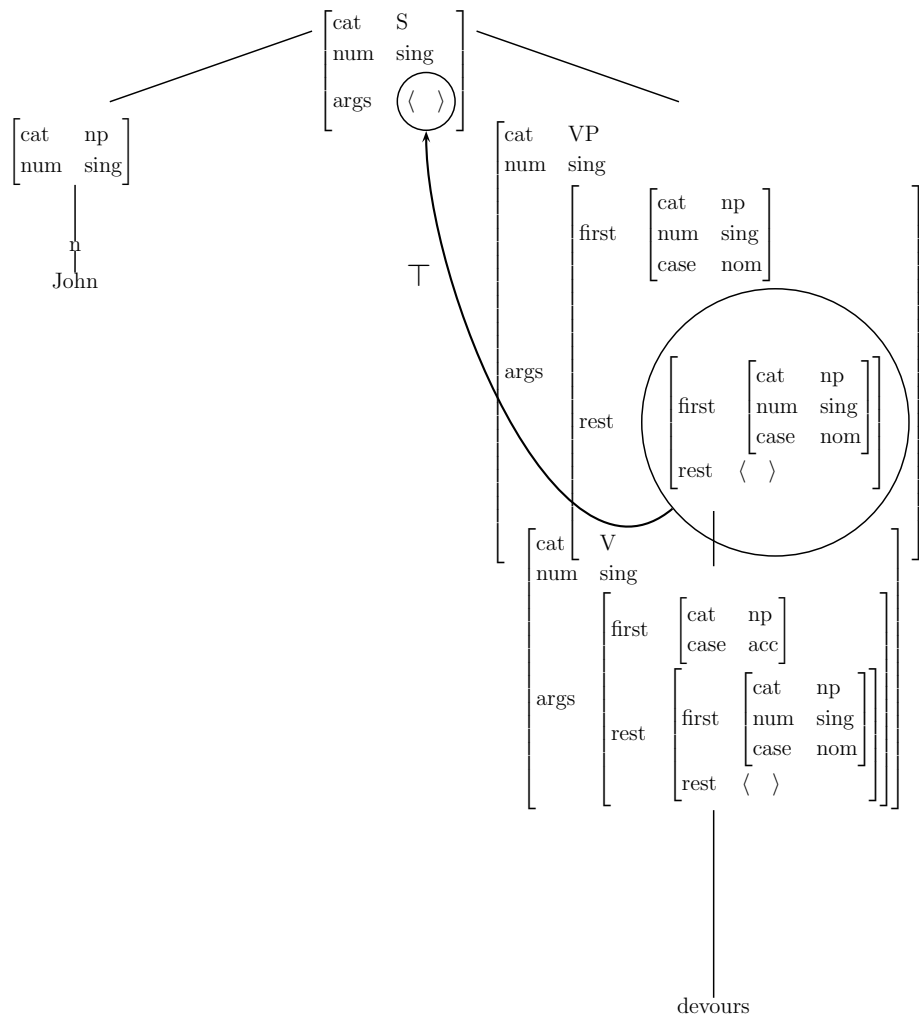 cat S
num sing
args ⟨ ⟩
cat np
num sing
n
John
⊤
cat VP
num sing
args
first
cat np
num sing
case nom
rest
first
cat np
num sing
case nom
rest ⟨ ⟩
cat V
num sing
args
first
cat np
case acc
rest
first
cat np
num sing
case nom
rest ⟨ ⟩
devours